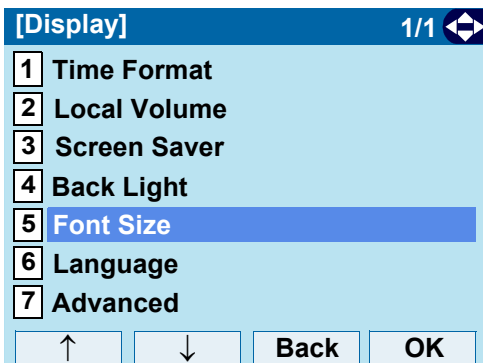 [Display] 1/1
1 Time Format
2 Local Volume
3 Screen Saver
4 Back Light
5 Font Size
6 Language
7 Advanced
↑ ↓ Back OK